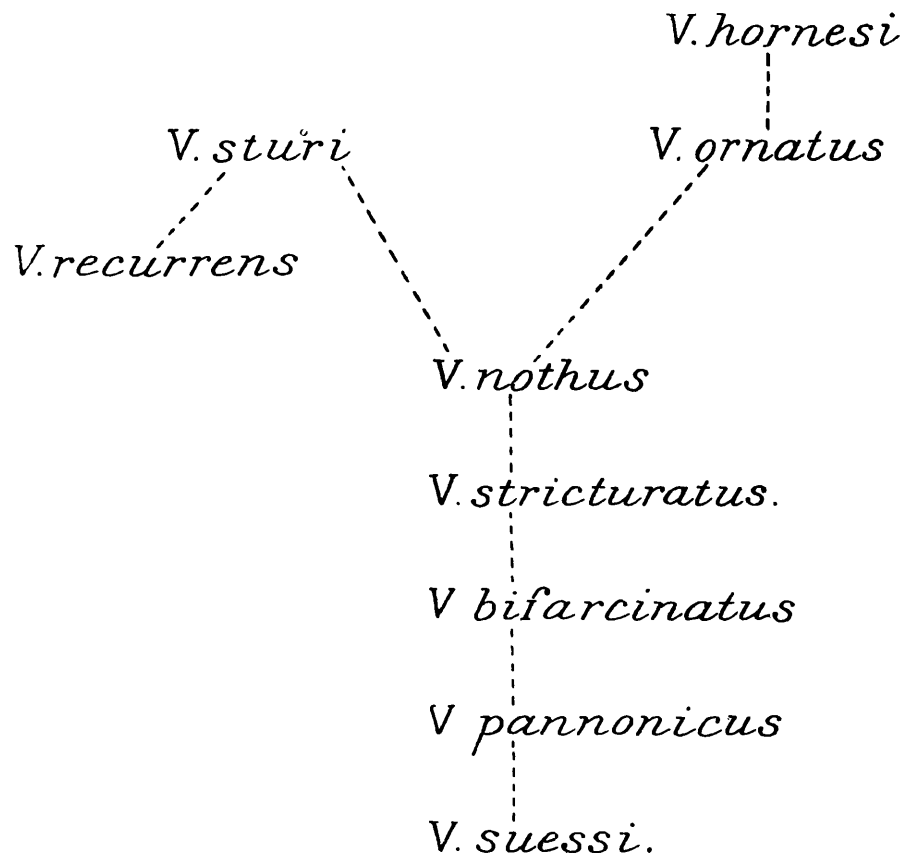 V. hornesi
V. sturi
V. ornatus
V. recurrens
V. nothus
V. stricturatus.
V bifarcinatus
V pannonicus
V. suessi.